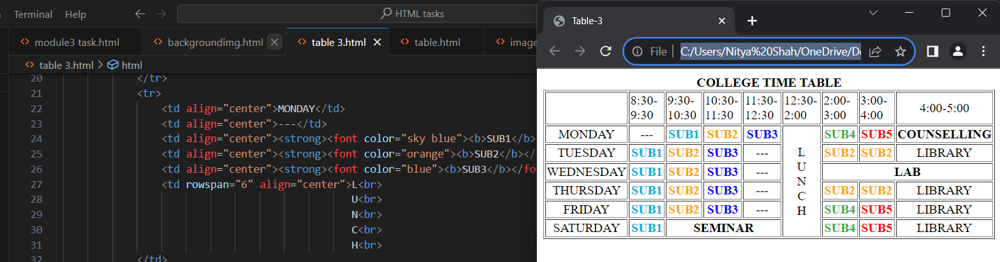 Terminal Help HTML tasks
module3 task.html backgroundimg.html table 3.html table.html image
table 3.html > html
20 </tr>
21 <tr>
22 <td align="center">MONDAY</td>
23 <td align="center">---</td>
24 <td align="center"><strong><font color="sky blue"><b>SUB1</b>
25 <td align="center"><strong><font color="orange"><b>SUB2</b></
26 <td align="center"><strong><font color="blue"><b>SUB3</b></fo
27 <td rowspan="6" align="center">L<br>
28 U<br>
29 N<br>
30 C<br>
31 H<br>
32 </td>
Table-3
File C:/Users/Nitya%20Shah/OneDrive/De
COLLEGE TIME TABLE
8:30- 9:30- 10:30- 11:30- 12:30- 2:00- 3:00- 4:00-5:00
9:30 10:30 11:30 12:30 2:00 3:00 4:00
MONDAY --- SUB1 SUB2 SUB3 SUB4 SUB5 COUNSELLING
TUESDAY SUB1 SUB2 SUB3 --- L SUB2 SUB2 LIBRARY
WEDNESDAY SUB1 SUB2 SUB3 --- U LAB
THURSDAY SUB1 SUB2 SUB3 --- N SUB2 SUB2 LIBRARY
C
FRIDAY SUB1 SUB2 SUB3 --- H SUB4 SUB5 LIBRARY
SATURDAY SUB1 SEMINAR SUB4 SUB5 LIBRARY